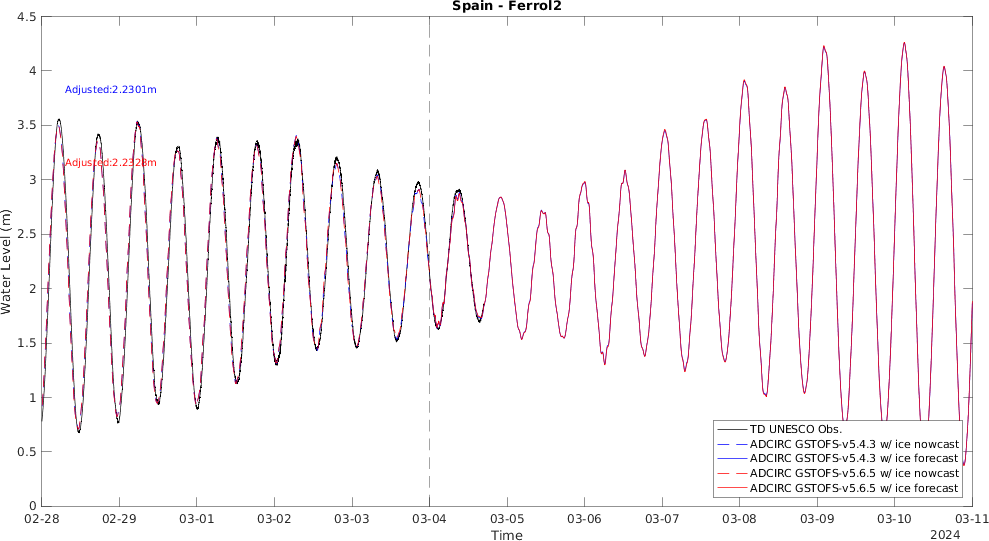 Spain - Ferrol2
4.5
4
3.5
3
2.5
2
1.5
1
0.5
0
Water Level (m)
Adjusted:2.2301m
Adjusted:2.2328m
TD UNESCO Obs.
ADCIRC GSTOFS-v5.4.3 w/ ice nowcast
ADCIRC GSTOFS-v5.4.3 w/ ice forecast
ADCIRC GSTOFS-v5.6.5 w/ ice nowcast
ADCIRC GSTOFS-v5.6.5 w/ ice forecast
02-28 02-29 03-01 03-02 03-03 03-04 03-05 03-06 03-07 03-08 03-09 03-10 03-11
Time
2024